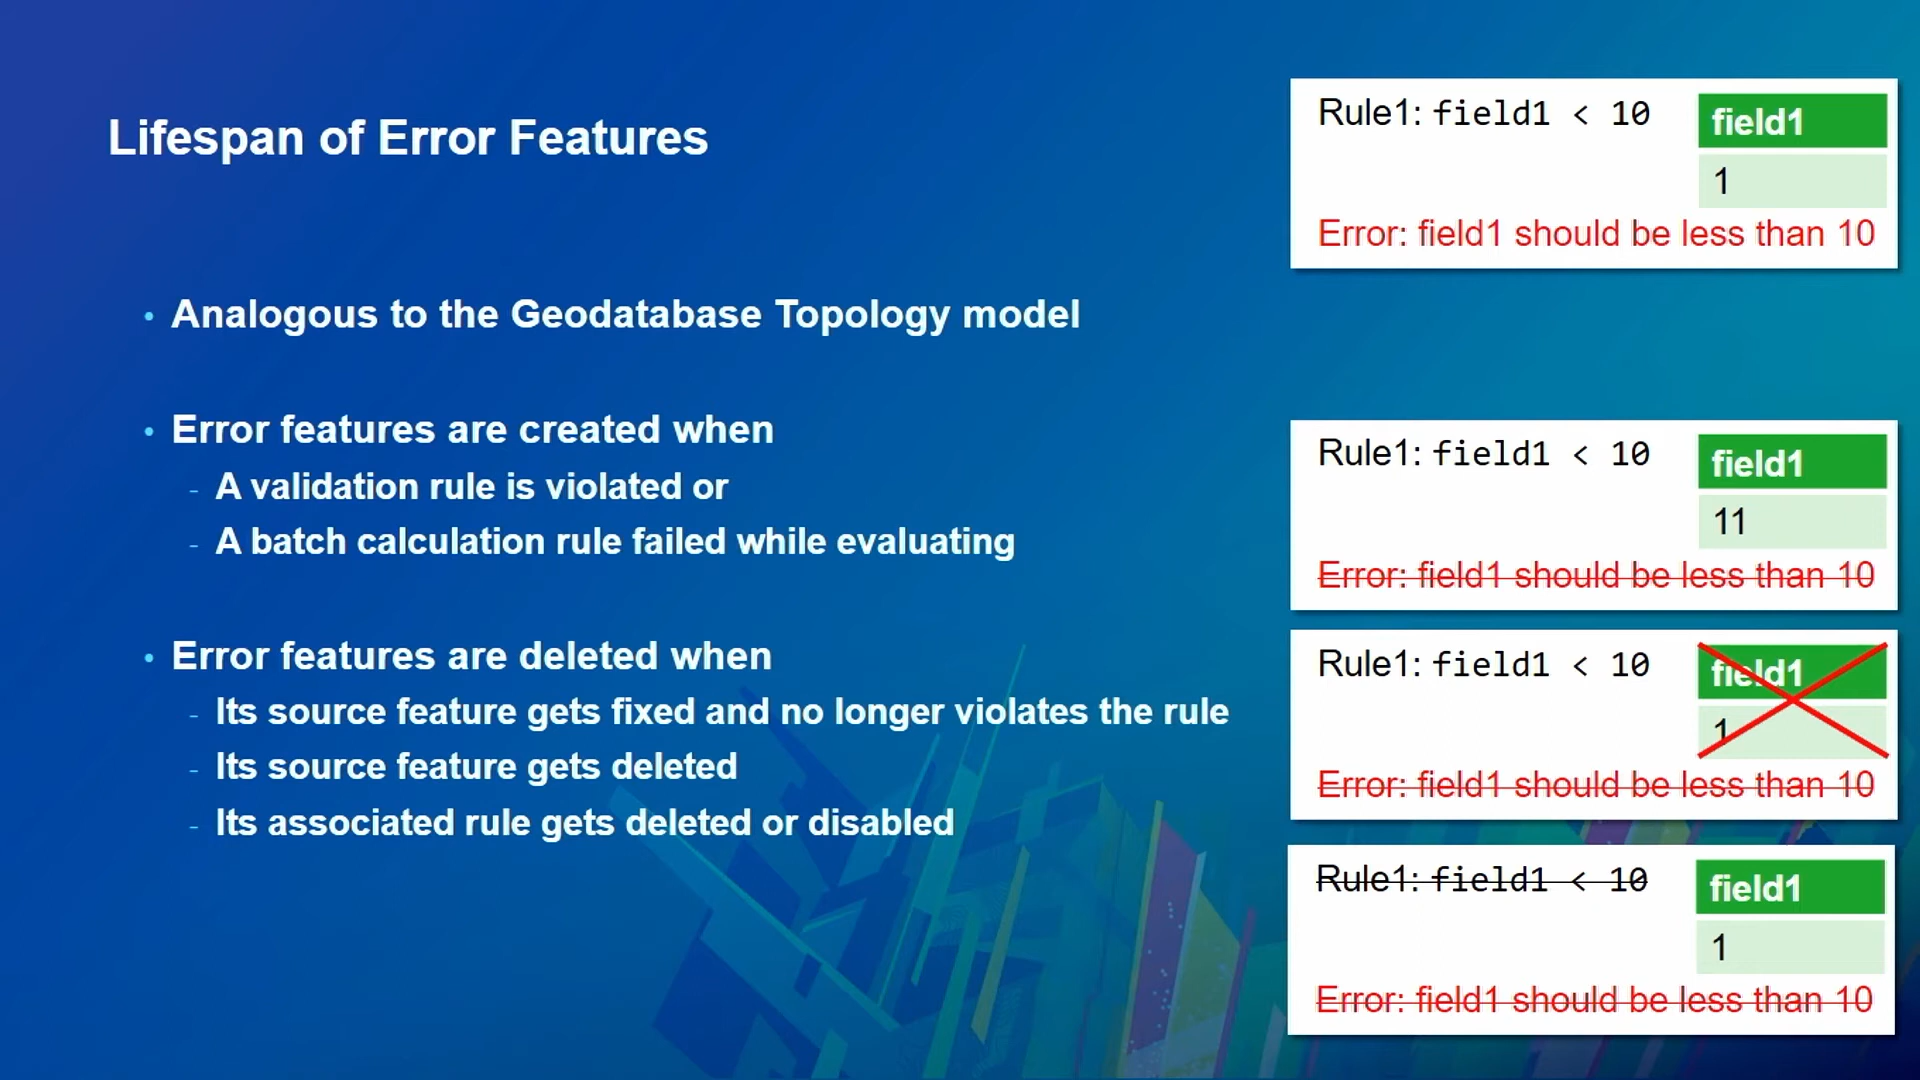 Lifespan of Error Features
• Analogous to the Geodatabase Topology model
• Error features are created when
- A validation rule is violated or
- A batch calculation rule failed while evaluating
• Error features are deleted when
- Its source feature gets fixed and no longer violates the rule
- Its source feature gets deleted
- Its associated rule gets deleted or disabled
Rule1: field1 < 10
field1
1
Error: field1 should be less than 10
Rule1: field1 < 10
field1
11
Error: field1 should be less than 10
Rule1: field1 < 10
field1
1
Error: field1 should be less than 10
Rule1: field1 < 10
field1
1
Error: field1 should be less than 10